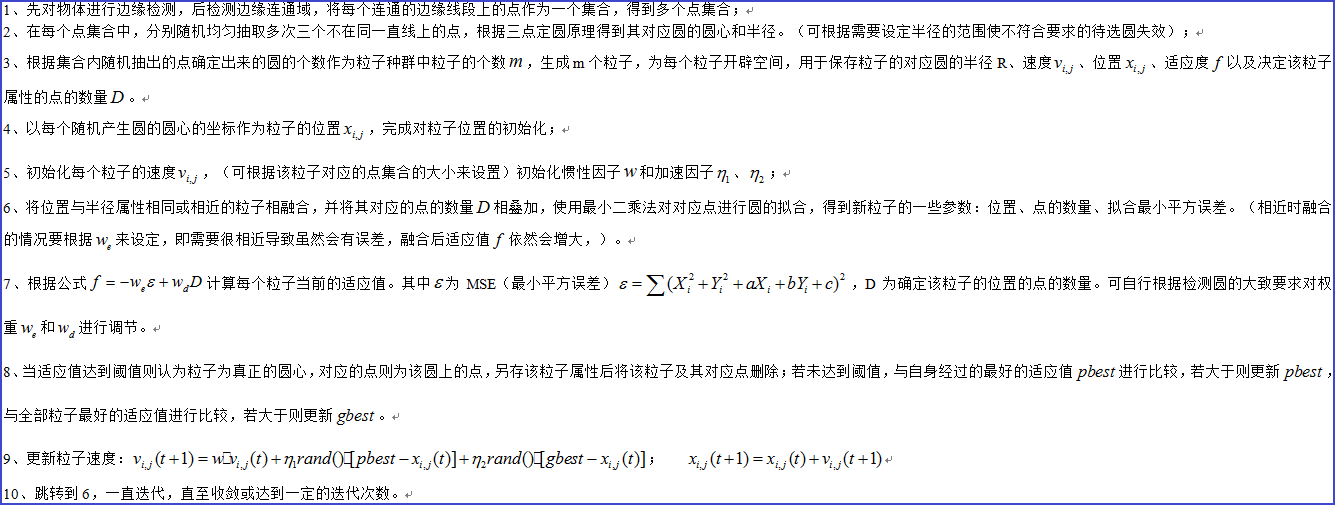 1、先对物体进行边缘检测，后检测边缘连通域，将每个连通的边缘线段上的点作为一个集合，得到多个点集合；
2、在每个点集合中，分别随机均匀抽取多次三个不在同一直线上的点，根据三点定圆原理得到其对应圆的圆心和半径。（可根据需要设定半径的范围使不符合要求的待选圆失效）；
3、根据集合内随机抽出的点确定出来的圆的个数作为粒子种群中粒子的个数 m，生成 m 个粒子，为每个粒子开辟空间，用于保存粒子的对应圆的半径 R、速度 v_{i,j}、位置 x_{i,j}、适应度 f 以及决定该粒子
属性的点的数量 D。
4、以每个随机产生圆的圆心的坐标作为粒子的位置 x_{i,j}，完成对粒子位置的初始化；
5、初始化每个粒子的速度 v_{i,j}，（可根据该粒子对应的点集合的大小来设置）初始化惯性因子 w 和加速因子 η_1、η_2；
6、将位置与半径属性相同或相近的粒子相融合，并将其对应的点的数量 D 相叠加，使用最小二乘法对对应点进行圆的拟合，得到新粒子的一些参数：位置、点的数量、拟合最小平方误差。（相近时融合
的情况要根据 w_e 来设定，即需要很相近导致虽然会有误差，融合后适应值 f 依然会增大，）。
7、根据公式 f = −w_e ε + w_d D 计算每个粒子当前的适应值。其中 ε 为 MSE（最小平方误差）ε = ∑(X_i^2 + Y_i^2 + aX_i + bY_i + c)^2，D 为确定该粒子的位置的点的数量。可自行根据检测圆的大致要求对权
重 w_e 和 w_d 进行调节。
8、当适应值达到阈值则认为粒子为真正的圆心，对应的点则为该圆上的点，另存该粒子属性后将该粒子及其对应点删除；若未达到阈值，与自身经过的最好的适应值 pbest 进行比较，若大于则更新 pbest，
与全部粒子最好的适应值进行比较，若大于则更新 gbest。
9、更新粒子速度：v_{i,j}(t+1) = w□v_{i,j}(t) + η_1 rand()□[pbest − x_{i,j}(t)] + η_2 rand()□[gbest − x_{i,j}(t)]； x_{i,j}(t+1) = x_{i,j}(t) + v_{i,j}(t+1)
10、跳转到 6，一直迭代，直至收敛或达到一定的迭代次数。